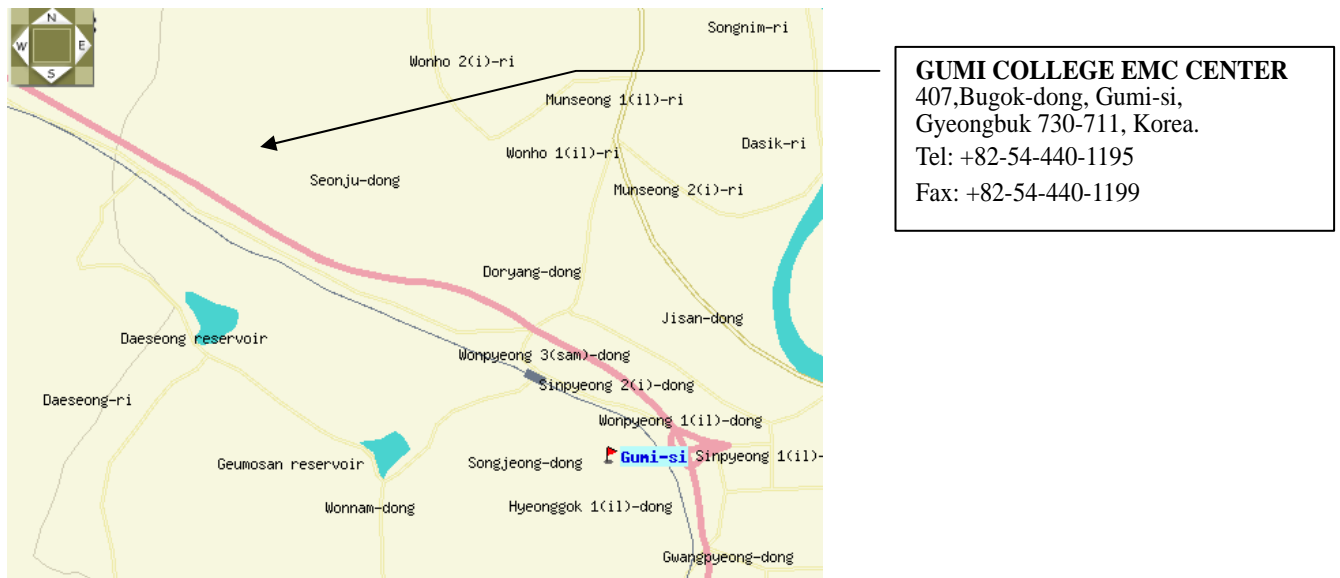 N
W
E
S
Songnim-ri
Wonho 2(i)-ri
Munseong 1(il)-ri
Dasik-ri
Wonho 1(il)-ri
Seonju-dong
Munseong 2(i)-ri
Doryang-dong
Jisan-dong
Daeseong reservoir
Wonpyeong 3(sam)-dong
Sinpyeong 2(i)-dong
Daeseong-ri
Wonpyeong 1(il)-dong
Geumosan reservoir
Songjeong-dong
Gumi-si
Sinpyeong 1(il)-
Wonnam-dong
Hyeonggok 1(il)-dong
Gwangpyeong-dong
GUMI COLLEGE EMC CENTER
407,Bugok-dong, Gumi-si,
Gyeongbuk 730-711, Korea.
Tel: +82-54-440-1195
Fax: +82-54-440-1199